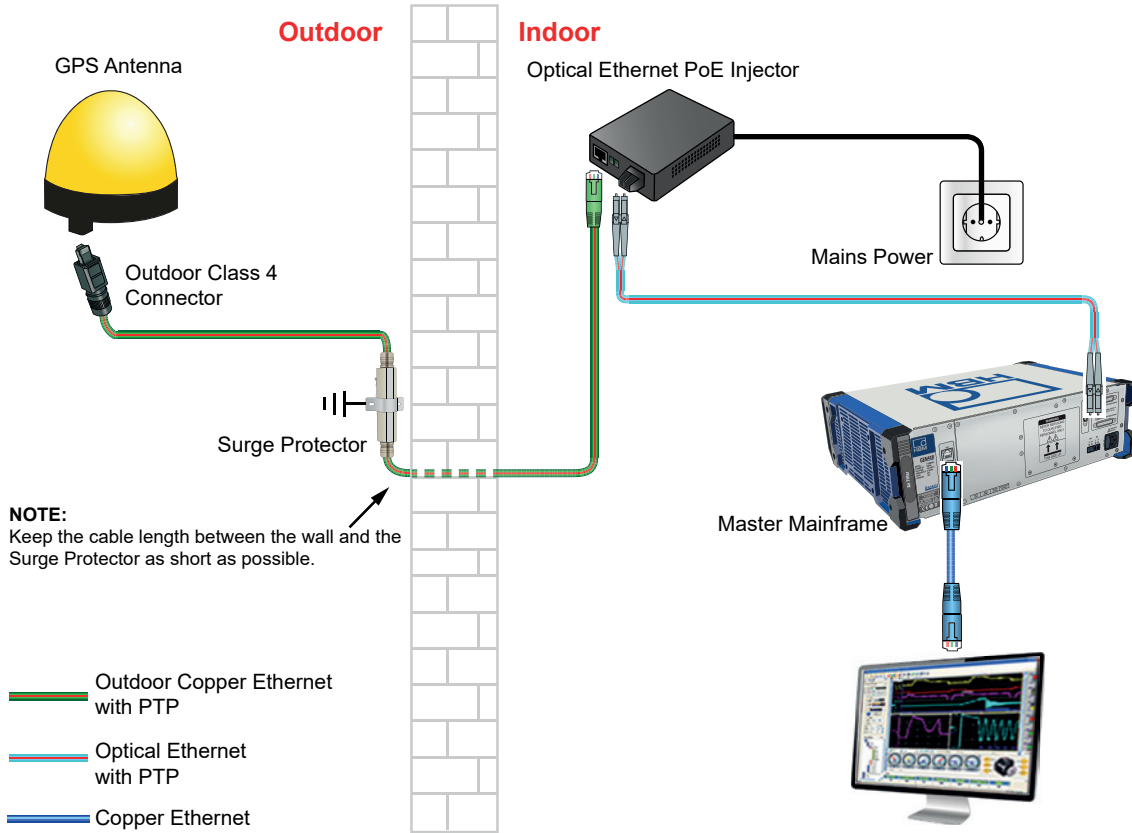 Outdoor
Indoor
GPS Antenna
Optical Ethernet PoE Injector
Outdoor Class 4
Connector
Mains Power
Surge Protector
NOTE:
Keep the cable length between the wall and the
Surge Protector as short as possible.
HBM
Master Mainframe
Outdoor Copper Ethernet
with PTP
Optical Ethernet
with PTP
Copper Ethernet